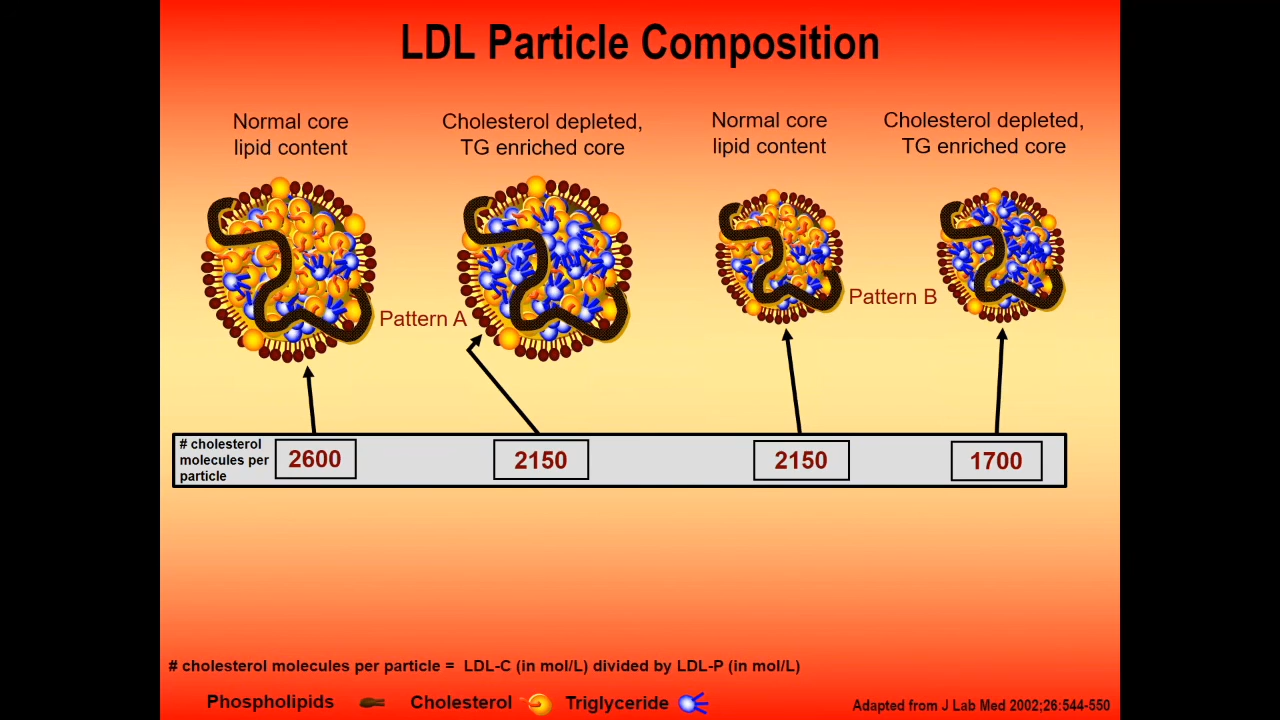 LDL Particle Composition
Normal core
lipid content
Cholesterol depleted,
TG enriched core
Normal core
lipid content
Cholesterol depleted,
TG enriched core
Pattern A
Pattern B
# cholesterol
molecules per
particle
2600
2150
2150
1700
# cholesterol molecules per particle = LDL-C (in mol/L) divided by LDL-P (in mol/L)
Phospholipids
Cholesterol
Triglyceride
Adapted from J Lab Med 2002;26:544-550